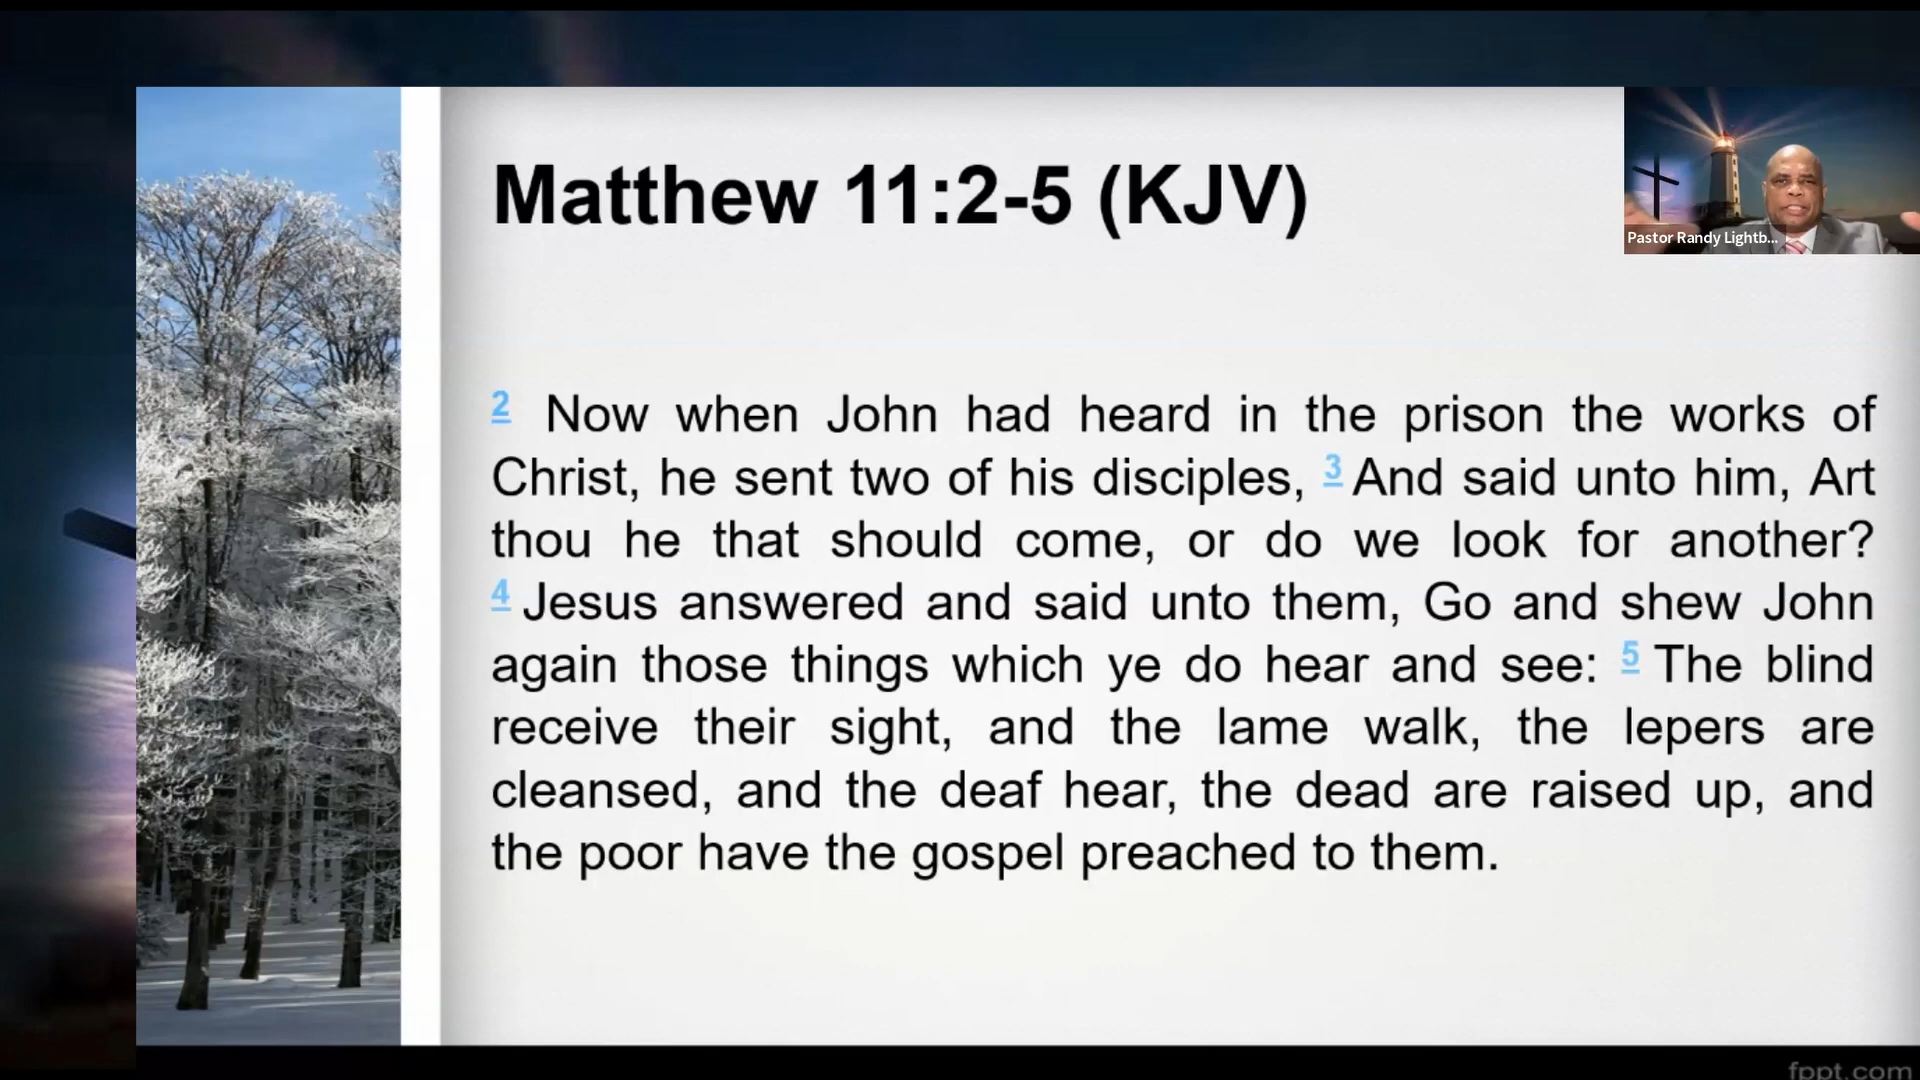 Matthew 11:2-5 (KJV)
Pastor Randy Lightb...
2 Now when John had heard in the prison the works of
Christ, he sent two of his disciples, 3 And said unto him, Art
thou he that should come, or do we look for another?
4 Jesus answered and said unto them, Go and shew John
again those things which ye do hear and see: 5 The blind
receive their sight, and the lame walk, the lepers are
cleansed, and the deaf hear, the dead are raised up, and
the poor have the gospel preached to them.
fppt.com